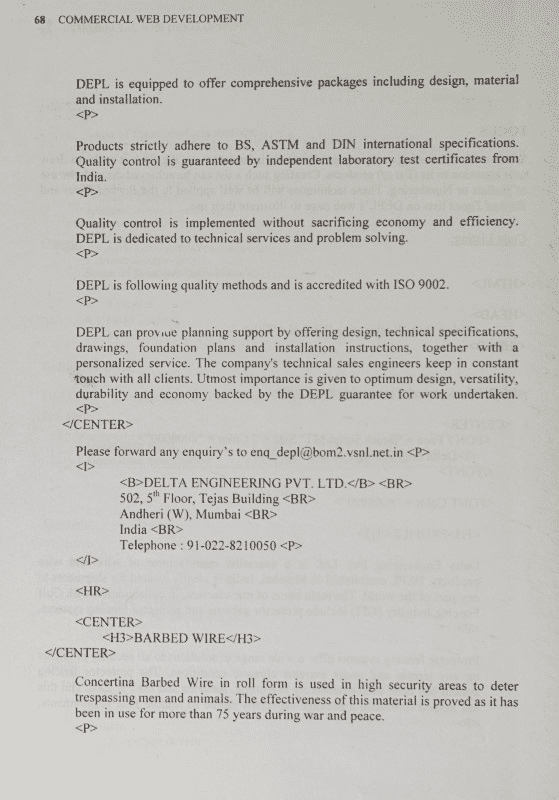 68 COMMERCIAL WEB DEVELOPMENT
DEPL is equipped to offer comprehensive packages including design, material
and installation.
<P>
Products strictly adhere to BS, ASTM and DIN international specifications.
Quality control is guaranteed by independent laboratory test certificates from
India.
<P>
Quality control is implemented without sacrificing economy and efficiency.
DEPL is dedicated to technical services and problem solving.
<P>
DEPL is following quality methods and is accredited with ISO 9002.
<P>
DEPL can provide planning support by offering design, technical specifications,
drawings, foundation plans and installation instructions, together with a
personalized service. The company's technical sales engineers keep in constant
touch with all clients. Utmost importance is given to optimum design, versatility,
durability and economy backed by the DEPL guarantee for work undertaken.
<P>
</CENTER>
Please forward any enquiry's to enq_depl@bom2.vsnl.net.in <P>
<I>
<B>DELTA ENGINEERING PVT. LTD.</B> <BR>
502, 5th Floor, Tejas Building <BR>
Andheri (W), Mumbai <BR>
India <BR>
Telephone : 91-022-8210050 <P>
</I>
<HR>
<CENTER>
<H3>BARBED WIRE</H3>
</CENTER>
Concertina Barbed Wire in roll form is used in high security areas to deter
trespassing men and animals. The effectiveness of this material is proved as it has
been in use for more than 75 years during war and peace.
<P>